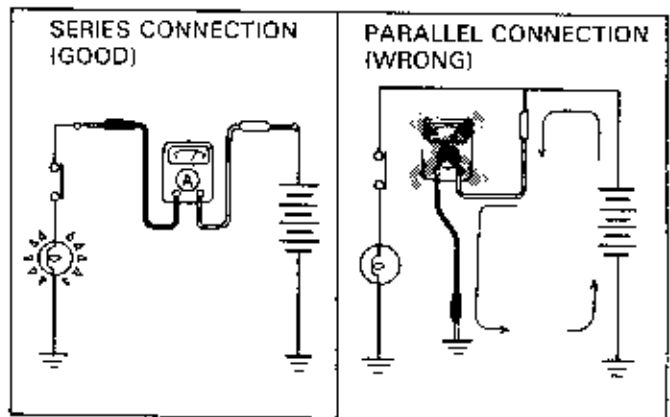 SERIES CONNECTION
(GOOD)
PARALLEL CONNECTION
(WRONG)
A